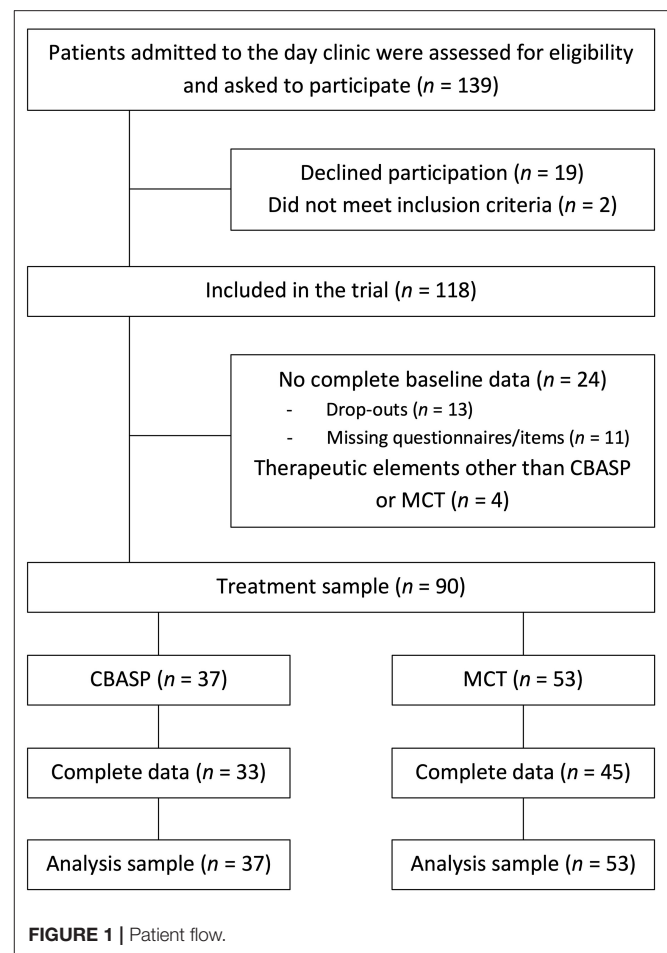 Patients admitted to the day clinic were assessed for eligibility
and asked to participate (n = 139)
Declined participation (n = 19)
Did not meet inclusion criteria (n = 2)
Included in the trial (n = 118)
No complete baseline data (n = 24)
- Drop-outs (n = 13)
- Missing questionnaires/items (n = 11)
Therapeutic elements other than CBASP
or MCT (n = 4)
Treatment sample (n = 90)
CBASP (n = 37)
MCT (n = 53)
Complete data (n = 33)
Complete data (n = 45)
Analysis sample (n = 37)
Analysis sample (n = 53)
FIGURE 1 | Patient flow.